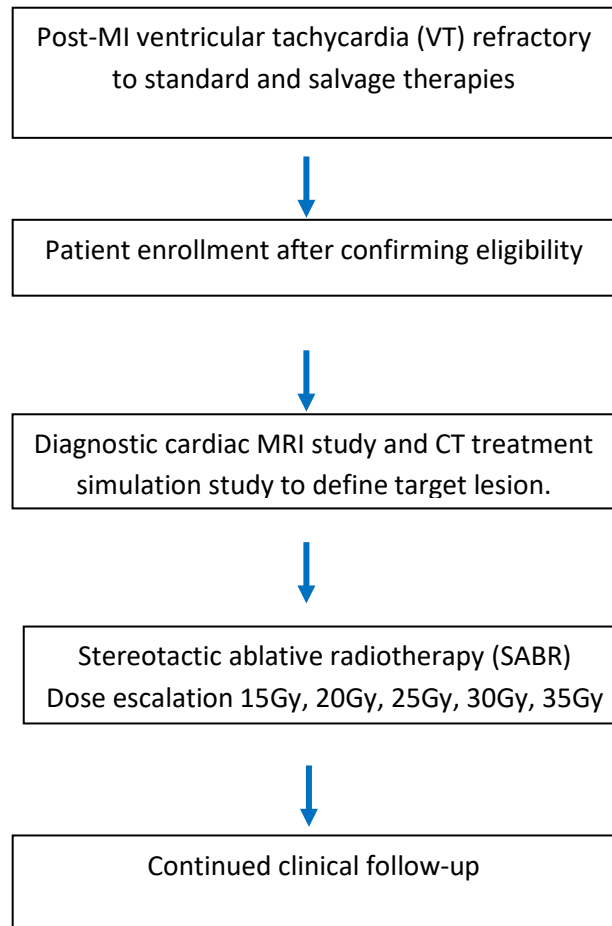 Post-MI ventricular tachycardia (VT) refractory
to standard and salvage therapies
Patient enrollment after confirming eligibility
Diagnostic cardiac MRI study and CT treatment
simulation study to define target lesion.
Stereotactic ablative radiotherapy (SABR)
Dose escalation 15Gy, 20Gy, 25Gy, 30Gy, 35Gy
Continued clinical follow-up